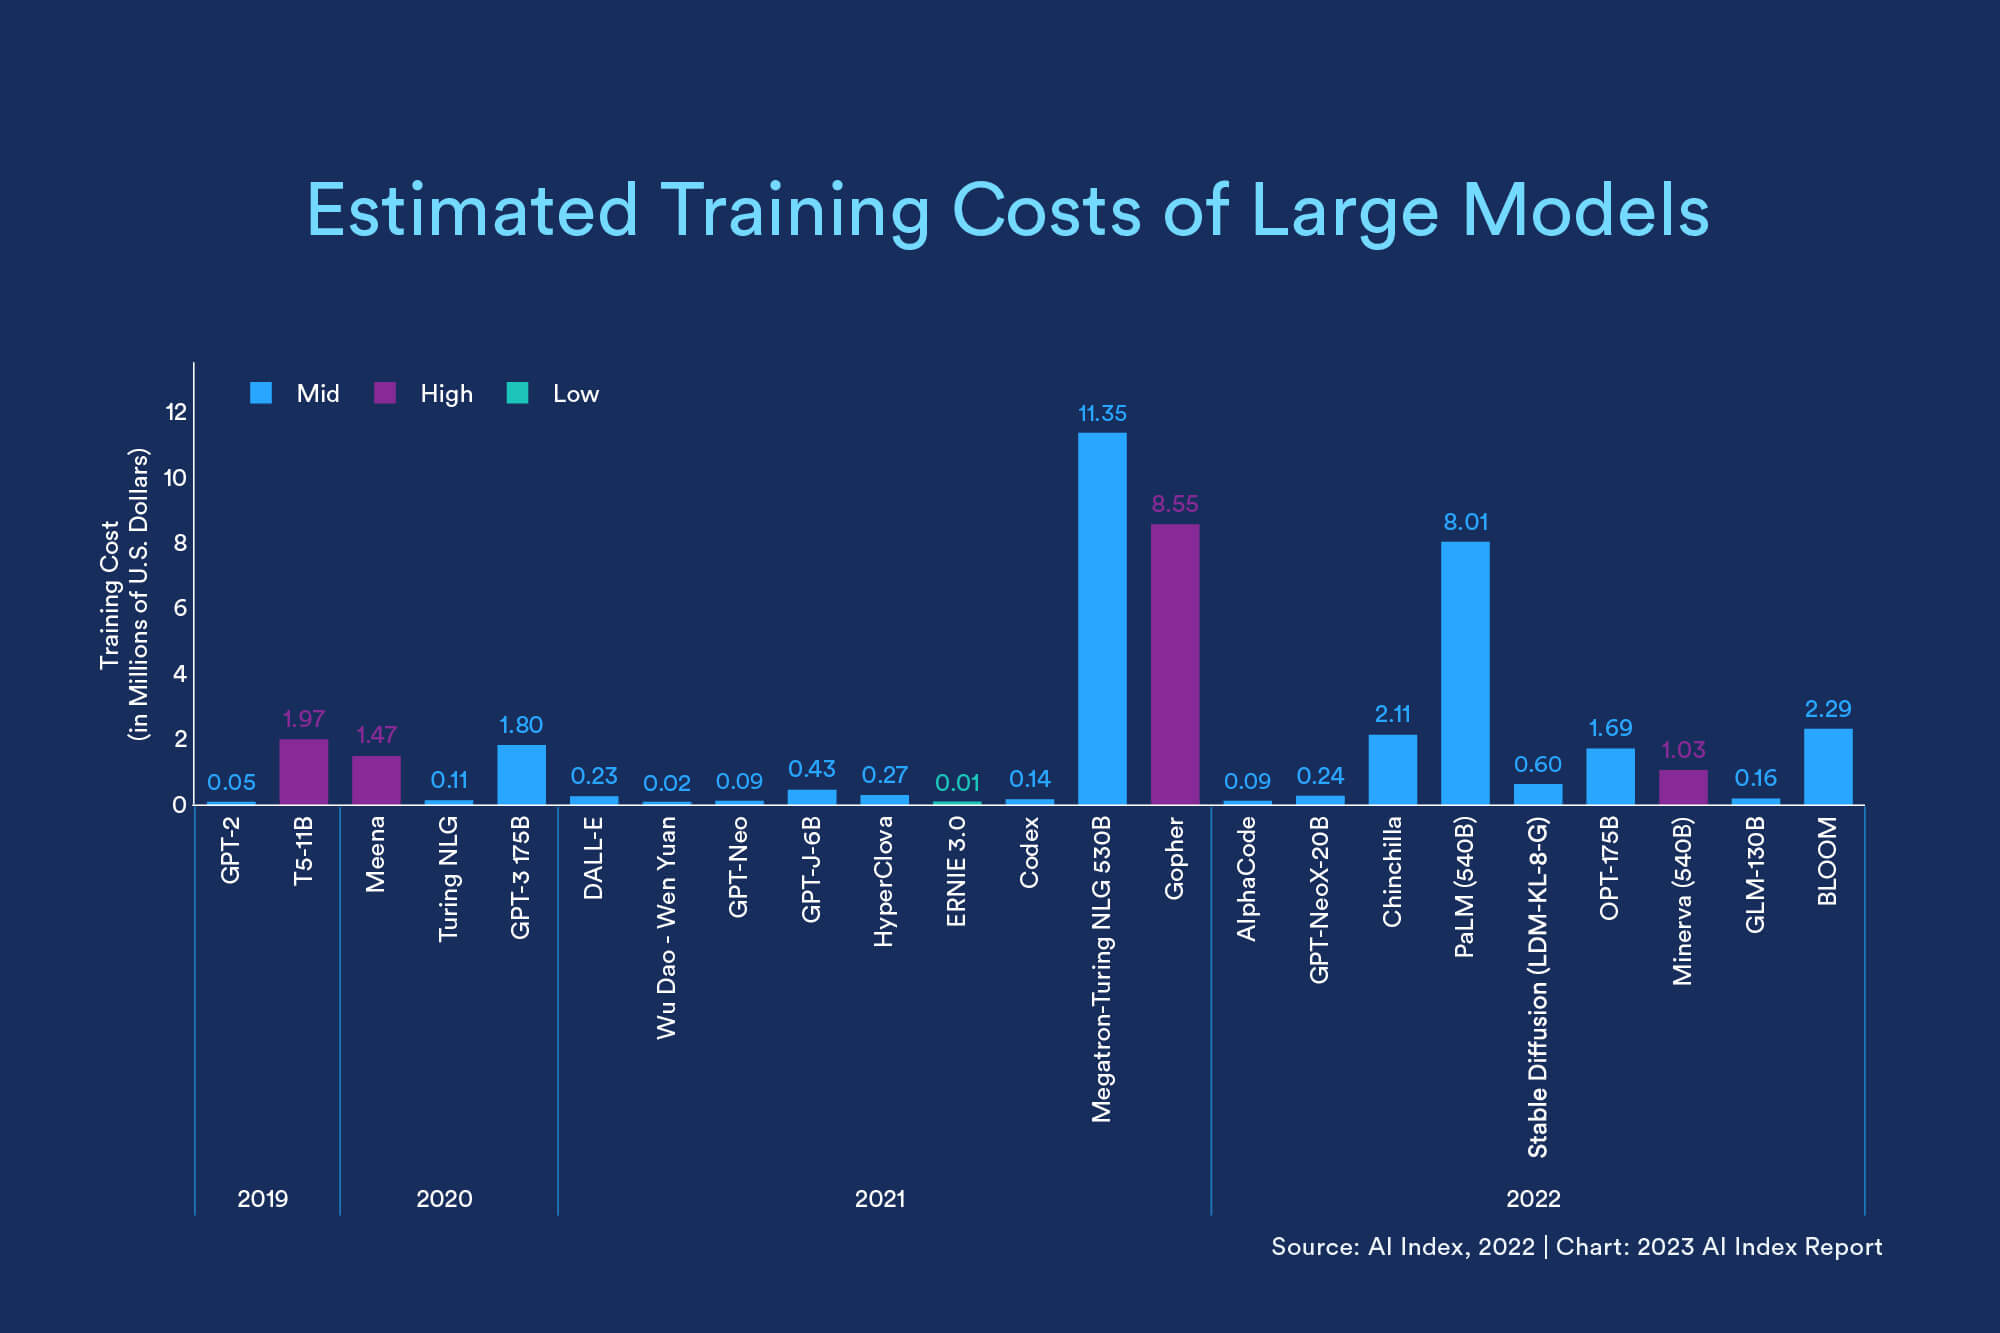 Estimated Training Costs of Large Models
Mid High Low
Training Cost
(in Millions of U.S. Dollars)
12
10
8
6
4
2
0
0.05
1.97
1.47
0.11
1.80
0.23
0.02
0.09
0.43
0.27
0.01
0.14
11.35
8.55
0.09
0.24
2.11
8.01
0.60
1.69
1.03
0.16
2.29
GPT-2
T5-11B
Meena
Turing NLG
GPT-3 175B
DALL-E
Wu Dao - Wen Yuan
GPT-Neo
GPT-J-6B
HyperClova
ERNIE 3.0
Codex
Megatron-Turing NLG 530B
Gopher
AlphaCode
GPT-NeoX-20B
Chinchilla
PaLM (540B)
Stable Diffusion (LDM-KL-8-G)
OPT-175B
Minerva (540B)
GLM-130B
BLOOM
2019
2020
2021
2022
Source: AI Index, 2022 | Chart: 2023 AI Index Report